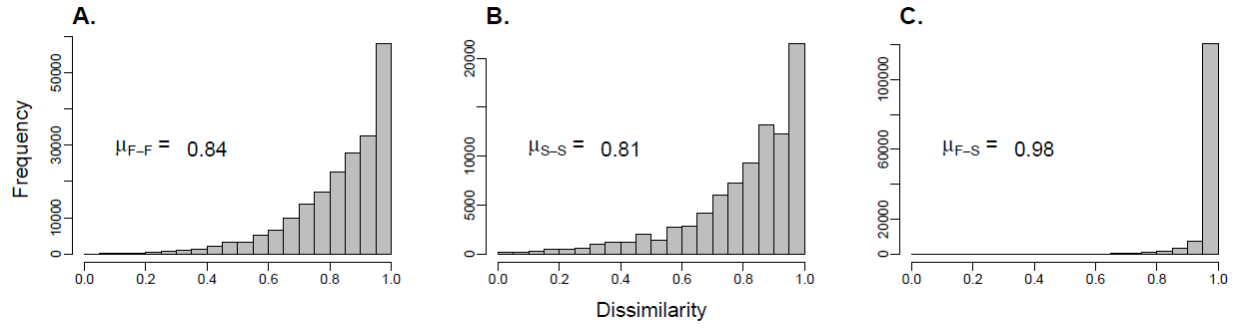 A.
B.
C.
Frequency
0
10000
30000
50000
μF–F = 0.84
0.0 0.2 0.4 0.6 0.8 1.0
0
5000
10000
20000
μS–S = 0.81
0.0 0.2 0.4 0.6 0.8 1.0
0
20000
60000
100000
μF–S = 0.98
0.0 0.2 0.4 0.6 0.8 1.0
Dissimilarity